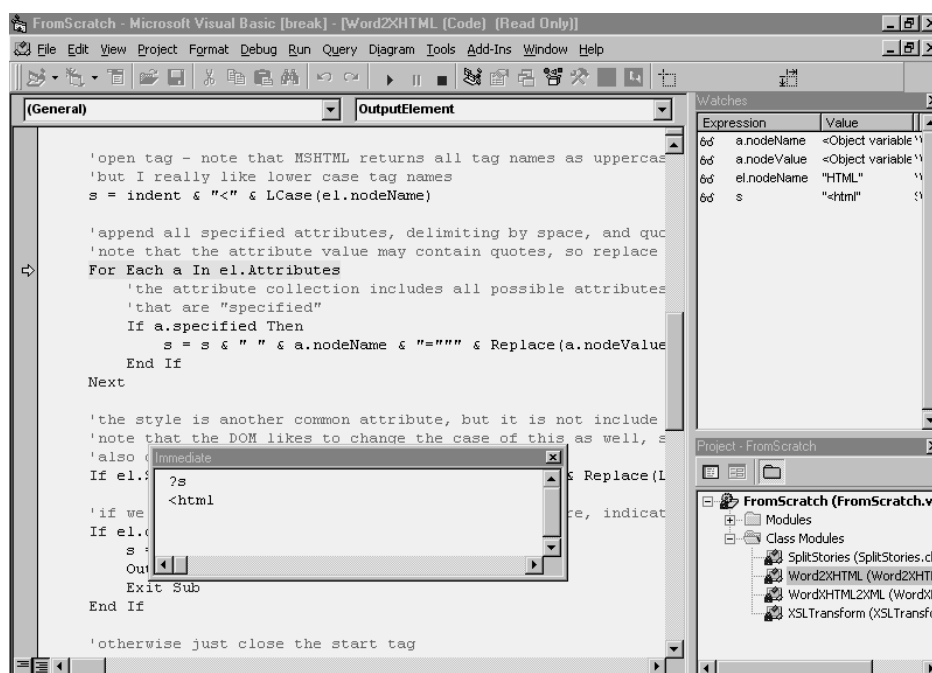 FromScratch - Microsoft Visual Basic [break] - [Word2XHTML (Code) (Read Only)]
File Edit View Project Format Debug Run Query Diagram Tools Add-Ins Window Help
(General)
OutputElement
'open tag - note that MSHTML returns all tag names as uppercas
'but I really like lower case tag names
s = indent & "<" & LCase(el.nodeName)
'append all specified attributes, delimiting by space, and quo
'note that the attribute value may contain quotes, so replace
For Each a In el.Attributes
'the attribute collection includes all possible attributes
'that are "specified"
If a.specified Then
s = s & " " & a.nodeName & "=""" & Replace(a.nodeValue
End If
Next
'the style is another common attribute, but it is not include
'note that the DOM likes to change the case of this as well, s
'also
If el.
& Replace(L
'if we
re, indicat
If el.
s =
Out
Exit Sub
End If
'otherwise just close the start tag
Immediate
?s
<html
Watches
Expression Value
a.nodeName <Object variable
a.nodeValue <Object variable
el.nodeName "HTML"
s "<html"
Project - FromScratch
FromScratch (FromScratch.v
Modules
Class Modules
SplitStories (SplitStories.cl
Word2XHTML (Word2XHT
WordXHTML2XML (WordX
XSLTransform (XSLTransfo